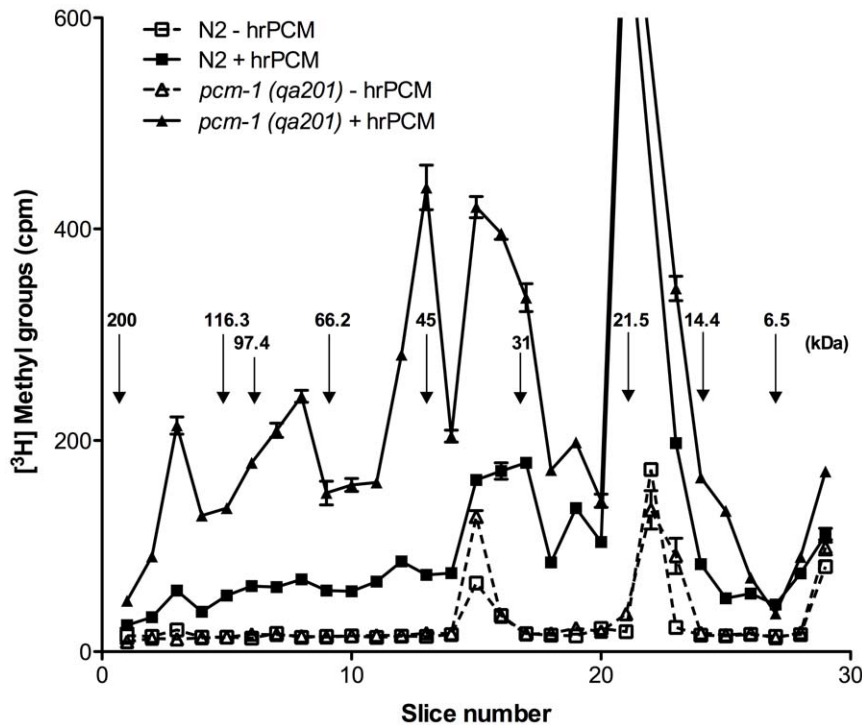 600
N2 - hrPCM
N2 + hrPCM
pcm-1 (qa201) - hrPCM
pcm-1 (qa201) + hrPCM
[³H] Methyl groups (cpm)
400
200 116.3 66.2 45 21.5 14.4 6.5 (kDa)
97.4 31
200
0
0 10 20 30
Slice number